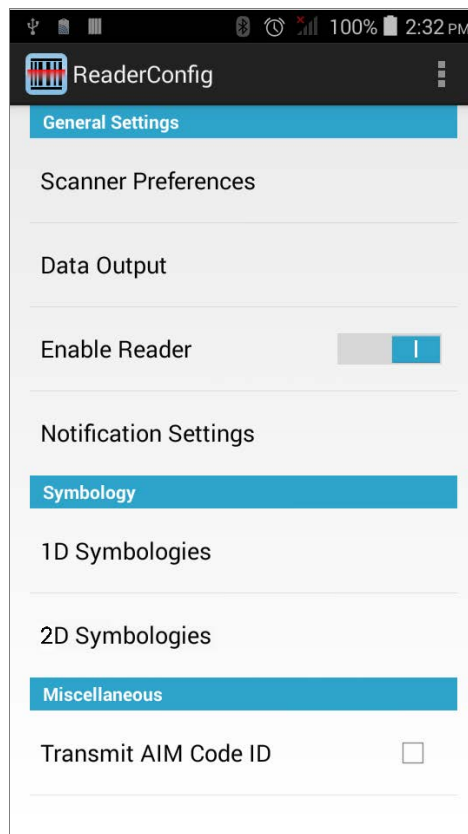 100% 2:32 PM
ReaderConfig
General Settings
Scanner Preferences
Data Output
Enable Reader
Notification Settings
Symbology
1D Symbologies
2D Symbologies
Miscellaneous
Transmit AIM Code ID